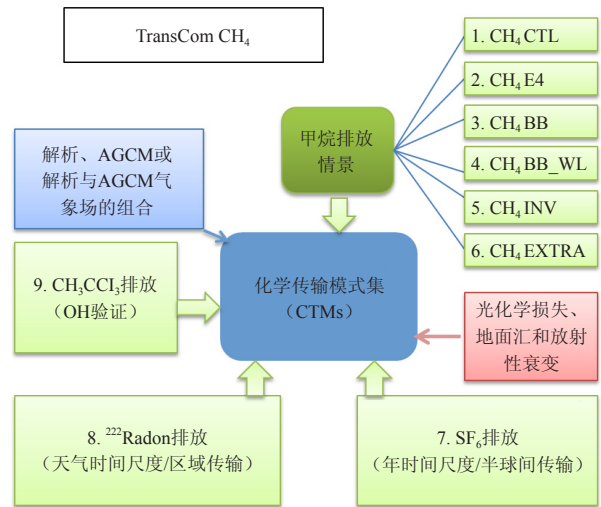 TransCom CH₄
1. CH₄ CTL
2. CH₄ E4
3. CH₄ BB
4. CH₄ BB_WL
5. CH₄ INV
6. CH₄ EXTRA
甲烷排放
情景
解析、AGCM或
解析与AGCM气
象场的组合
9. CH₃CCI₃排放
（OH验证）
化学传输模式集
（CTMs）
光化学损失、
地面汇和放射
性衰变
8. ²²²Radon排放
（天气时间尺度/区域传输）
7. SF₆排放
（年时间尺度/半球间传输）